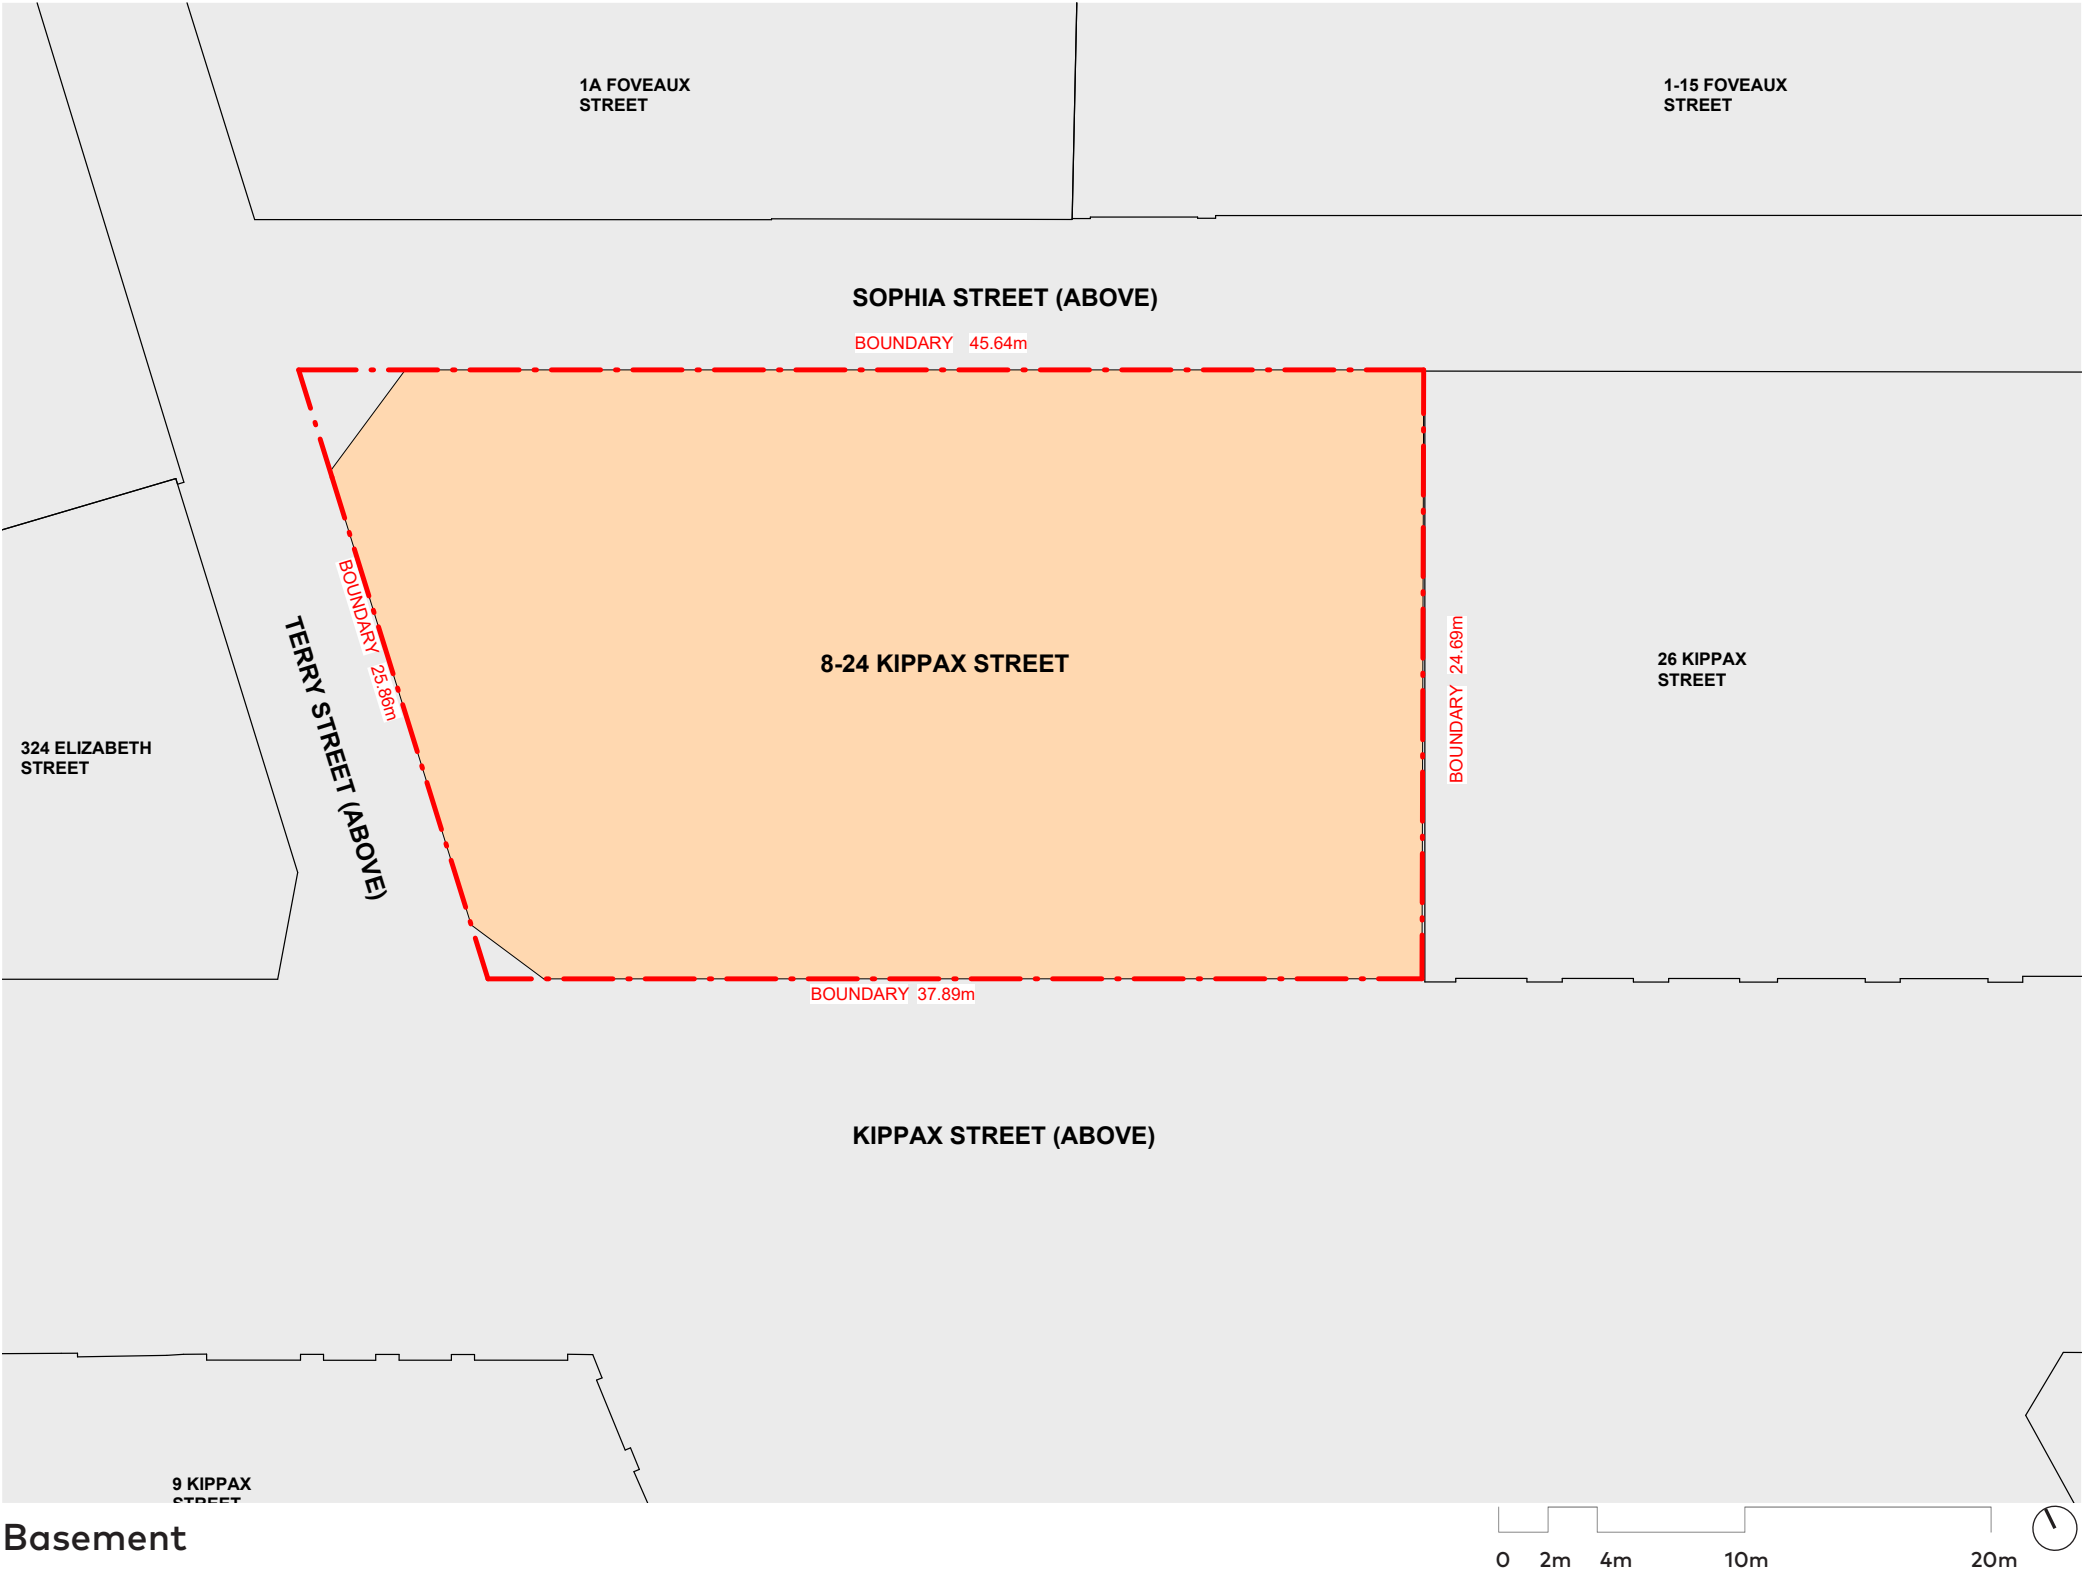 1A FOVEAUX
STREET
1-15 FOVEAUX
STREET
SOPHIA STREET (ABOVE)
BOUNDARY 45.64m
BOUNDARY 25.86m
TERRY STREET (ABOVE)
8-24 KIPPAX STREET
BOUNDARY 24.69m
26 KIPPAX
STREET
324 ELIZABETH
STREET
BOUNDARY 37.89m
KIPPAX STREET (ABOVE)
9 KIPPAX
STREET
Basement
0 2m 4m 10m 20m